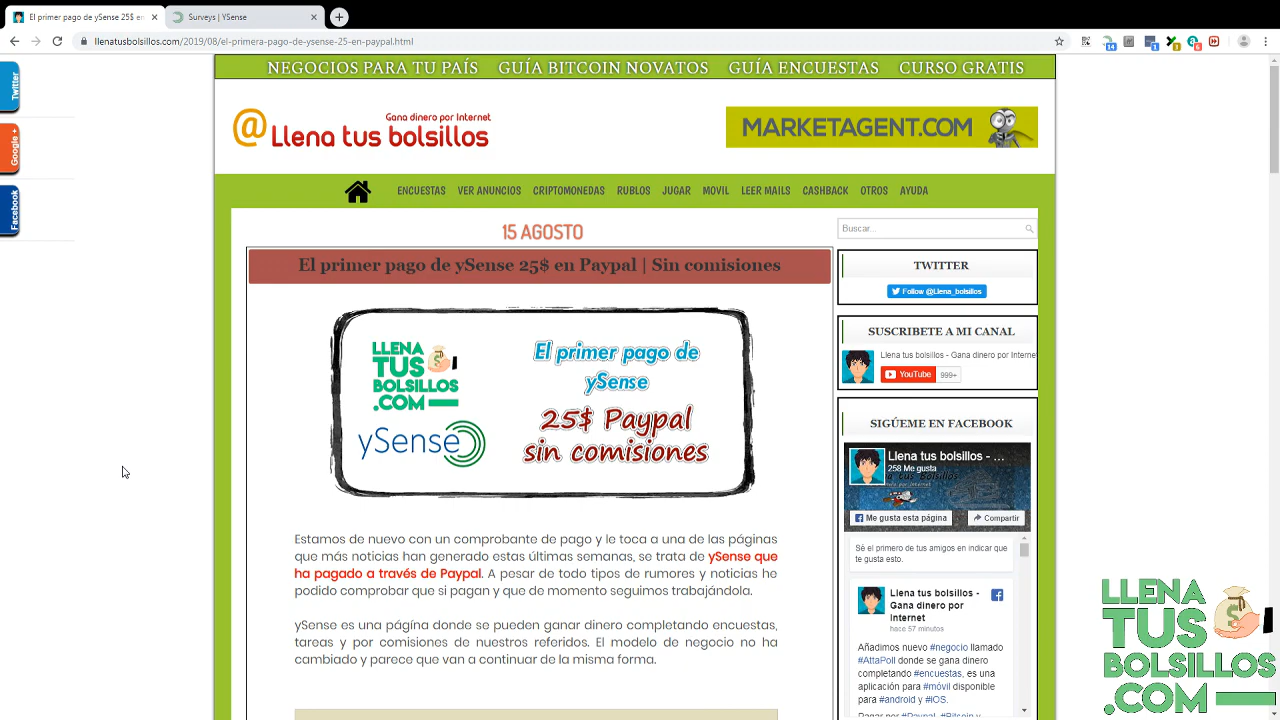 El primer pago de ySense 25$ en
Surveys | YSense
llenatusbolsillos.com/2019/08/el-primera-pago-de-ysense-25-en-paypal.html
14
1
Twitter
Google +
Facebook
NEGOCIOS PARA TU PAÍS GUÍA BITCOIN NOVATOS GUÍA ENCUESTAS CURSO GRATIS
Gana dinero por Internet
@Llena tus bolsillos
MARKETAGENT.COM
ENCUESTAS VER ANUNCIOS CRIPTOMONEDAS RUBLOS JUGAR MOVIL LEER MAILS CASHBACK OTROS AYUDA
15 AGOSTO
El primer pago de ySense 25$ en Paypal | Sin comisiones
LLENA
TUS
BOLSILLOS
.COM
ySense
El primer pago de
ySense
25$ Paypal
sin comisiones
Estamos de nuevo con un comprobante de pago y le toca a una de las páginas
que más noticias han generado estas últimas semanas, se trata de ySense que
ha pagado a través de Paypal. A pesar de todo tipos de rumores y noticias he
podido comprobar que si pagan y que de momento seguimos trabajándola.
ySense es una págína donde se pueden ganar dinero completando encuestas,
tareas y por comisiones de nuestros referidos. El modelo de negocio no ha
cambiado y parece que van a continuar de la misma forma.
Buscar...
TWITTER
Follow @Llena_bolsillos
SUSCRIBETE A MI CANAL
Llena tus bolsillos - Gana dinero por Interne
YouTube 999+
SIGÚEME EN FACEBOOK
Llena tus bolsillos - ...
258 Me gusta
Me gusta esta página Compartir
Sé el primero de tus amigos en indicar que
te gusta esto.
Llena tus bolsillos -
Gana dinero por
Internet
hace 57 minutos
Añadimos nuevo #negocio llamado
#AttaPoll donde se gana dinero
completando #encuestas, es una
aplicación para #móvil disponible
para #android y #iOS.
Pagar por #Paypal, #Bitcoin y
LLENA
TUS
BOLSILLOS
.COM